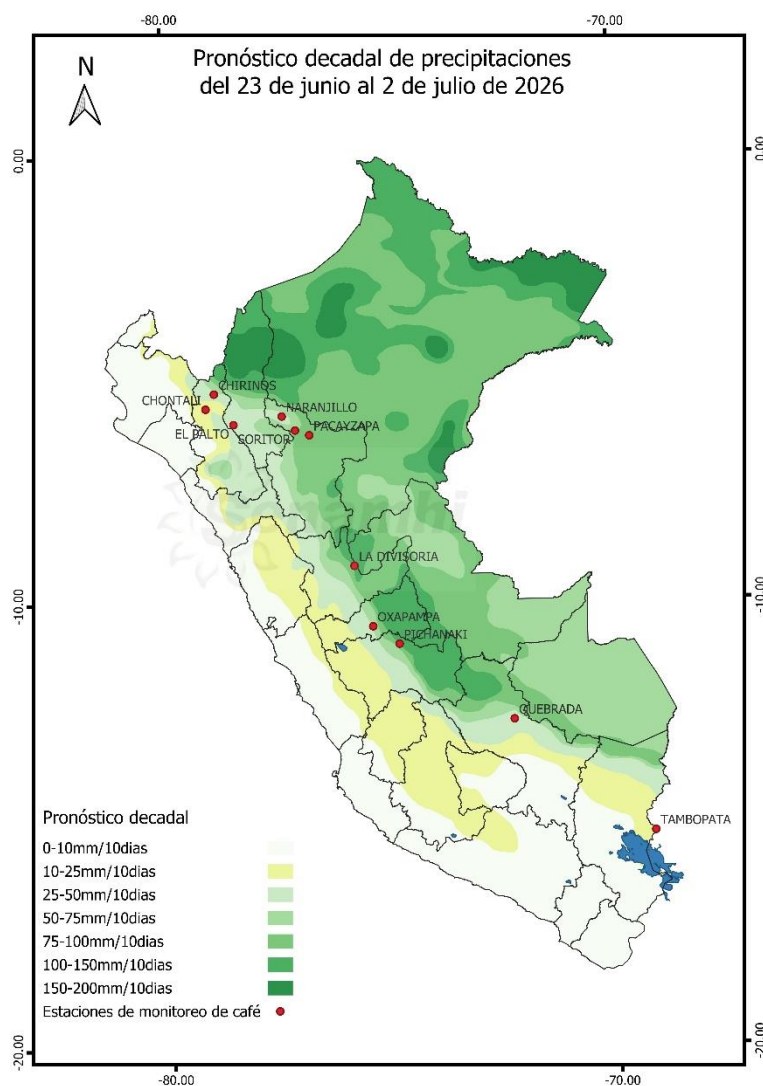 -80.00
-70.00
Pronóstico decadal de precipitaciones
del 23 de junio al 2 de julio de 2026
N
0.00
0.00
CHIRINOS
CHONTALI
NARANJILLO
EL PALTO
SORITOR
PACAYZAPA
senamhi
LA DIVISORIA
-10.00
-10.00
OXAPAMPA
PICHANAKI
QUEBRADA
TAMBOPATA
Pronóstico decadal
0-10mm/10dias
10-25mm/10dias
25-50mm/10dias
50-75mm/10dias
75-100mm/10dias
100-150mm/10dias
150-200mm/10dias
Estaciones de monitoreo de café
-20.00
-20.00
-80.00
-70.00